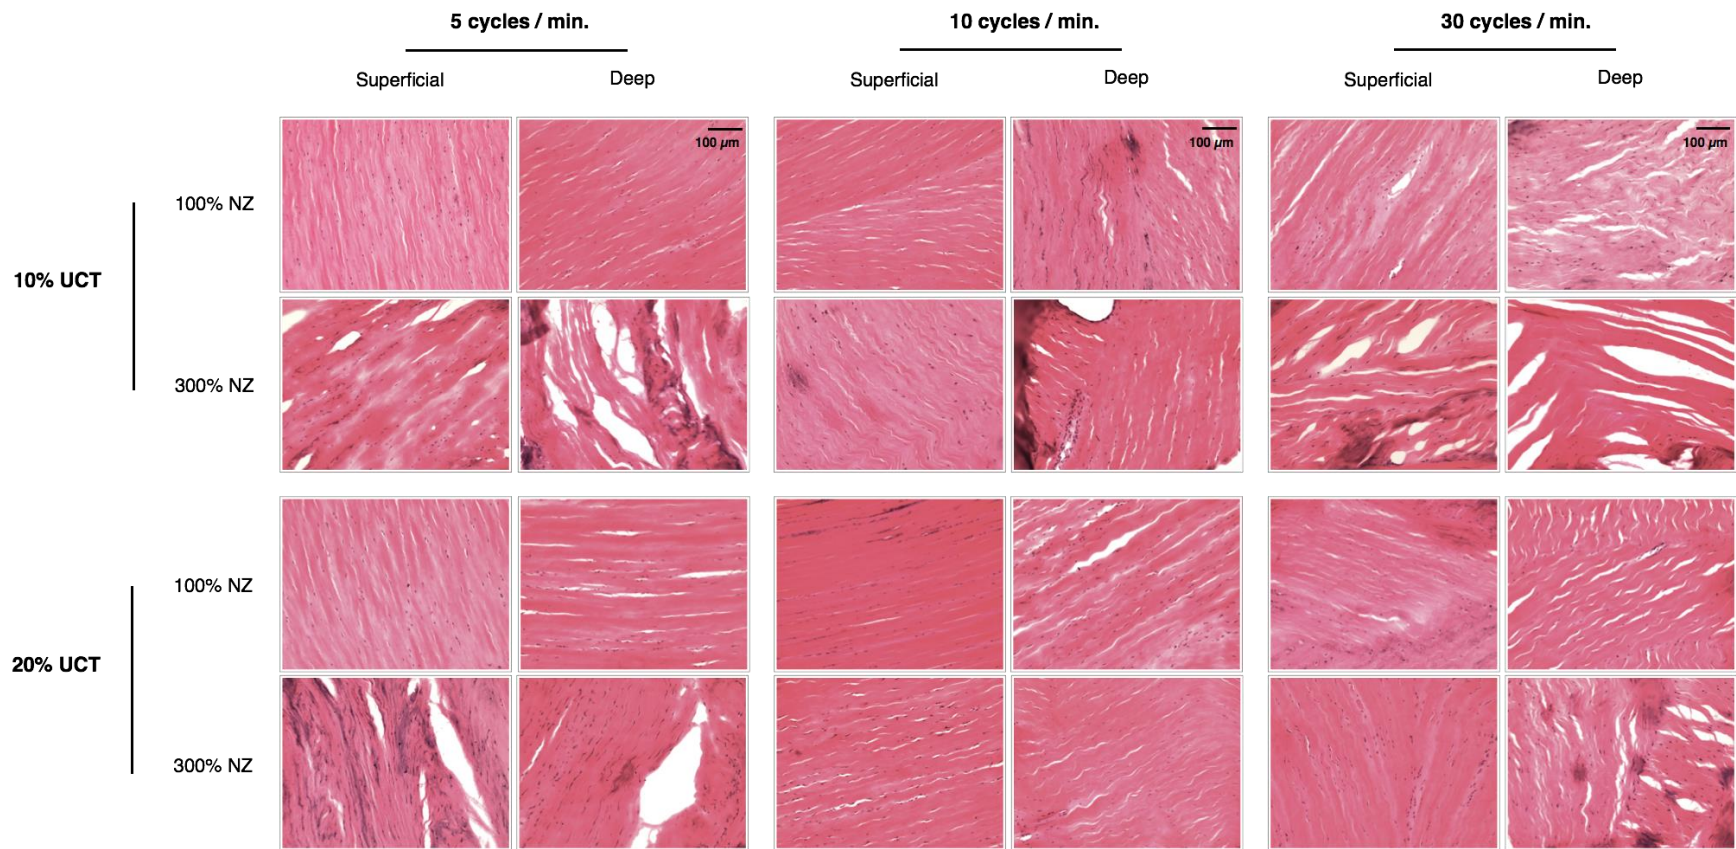 5 cycles / min. 10 cycles / min. 30 cycles / min.
Superficial Deep Superficial Deep Superficial Deep
100 µm 100 µm 100 µm
100% NZ
10% UCT
300% NZ
100% NZ
20% UCT
300% NZ